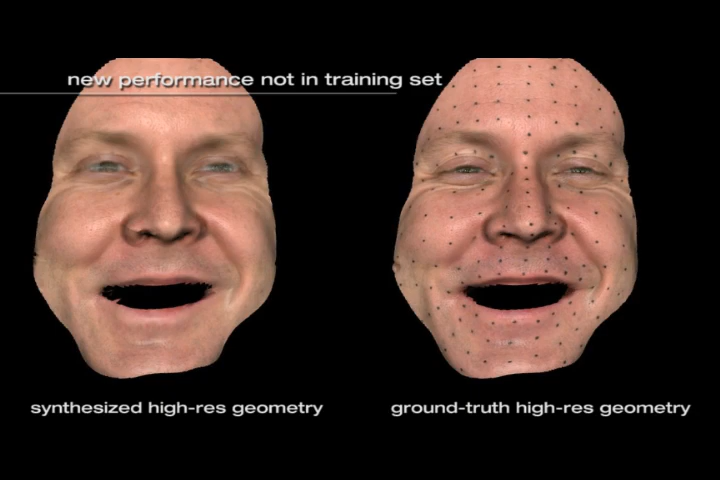 new performance not in training set
synthesized high-res geometry
ground-truth high-res geometry